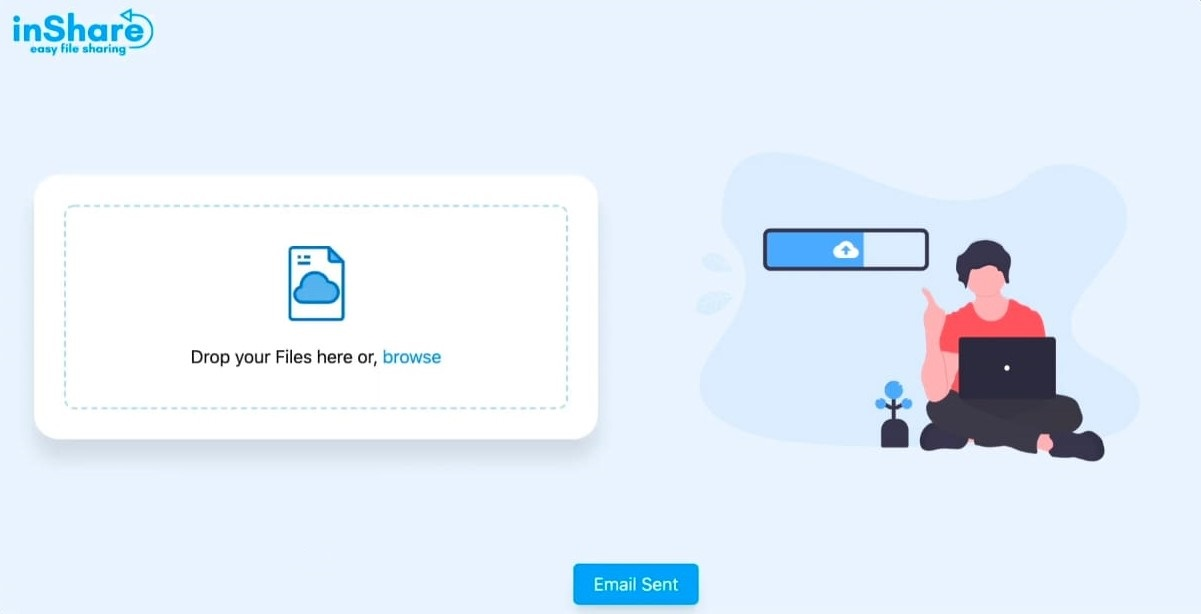 inShare
easy file sharing
Drop your Files here or, browse
Email Sent